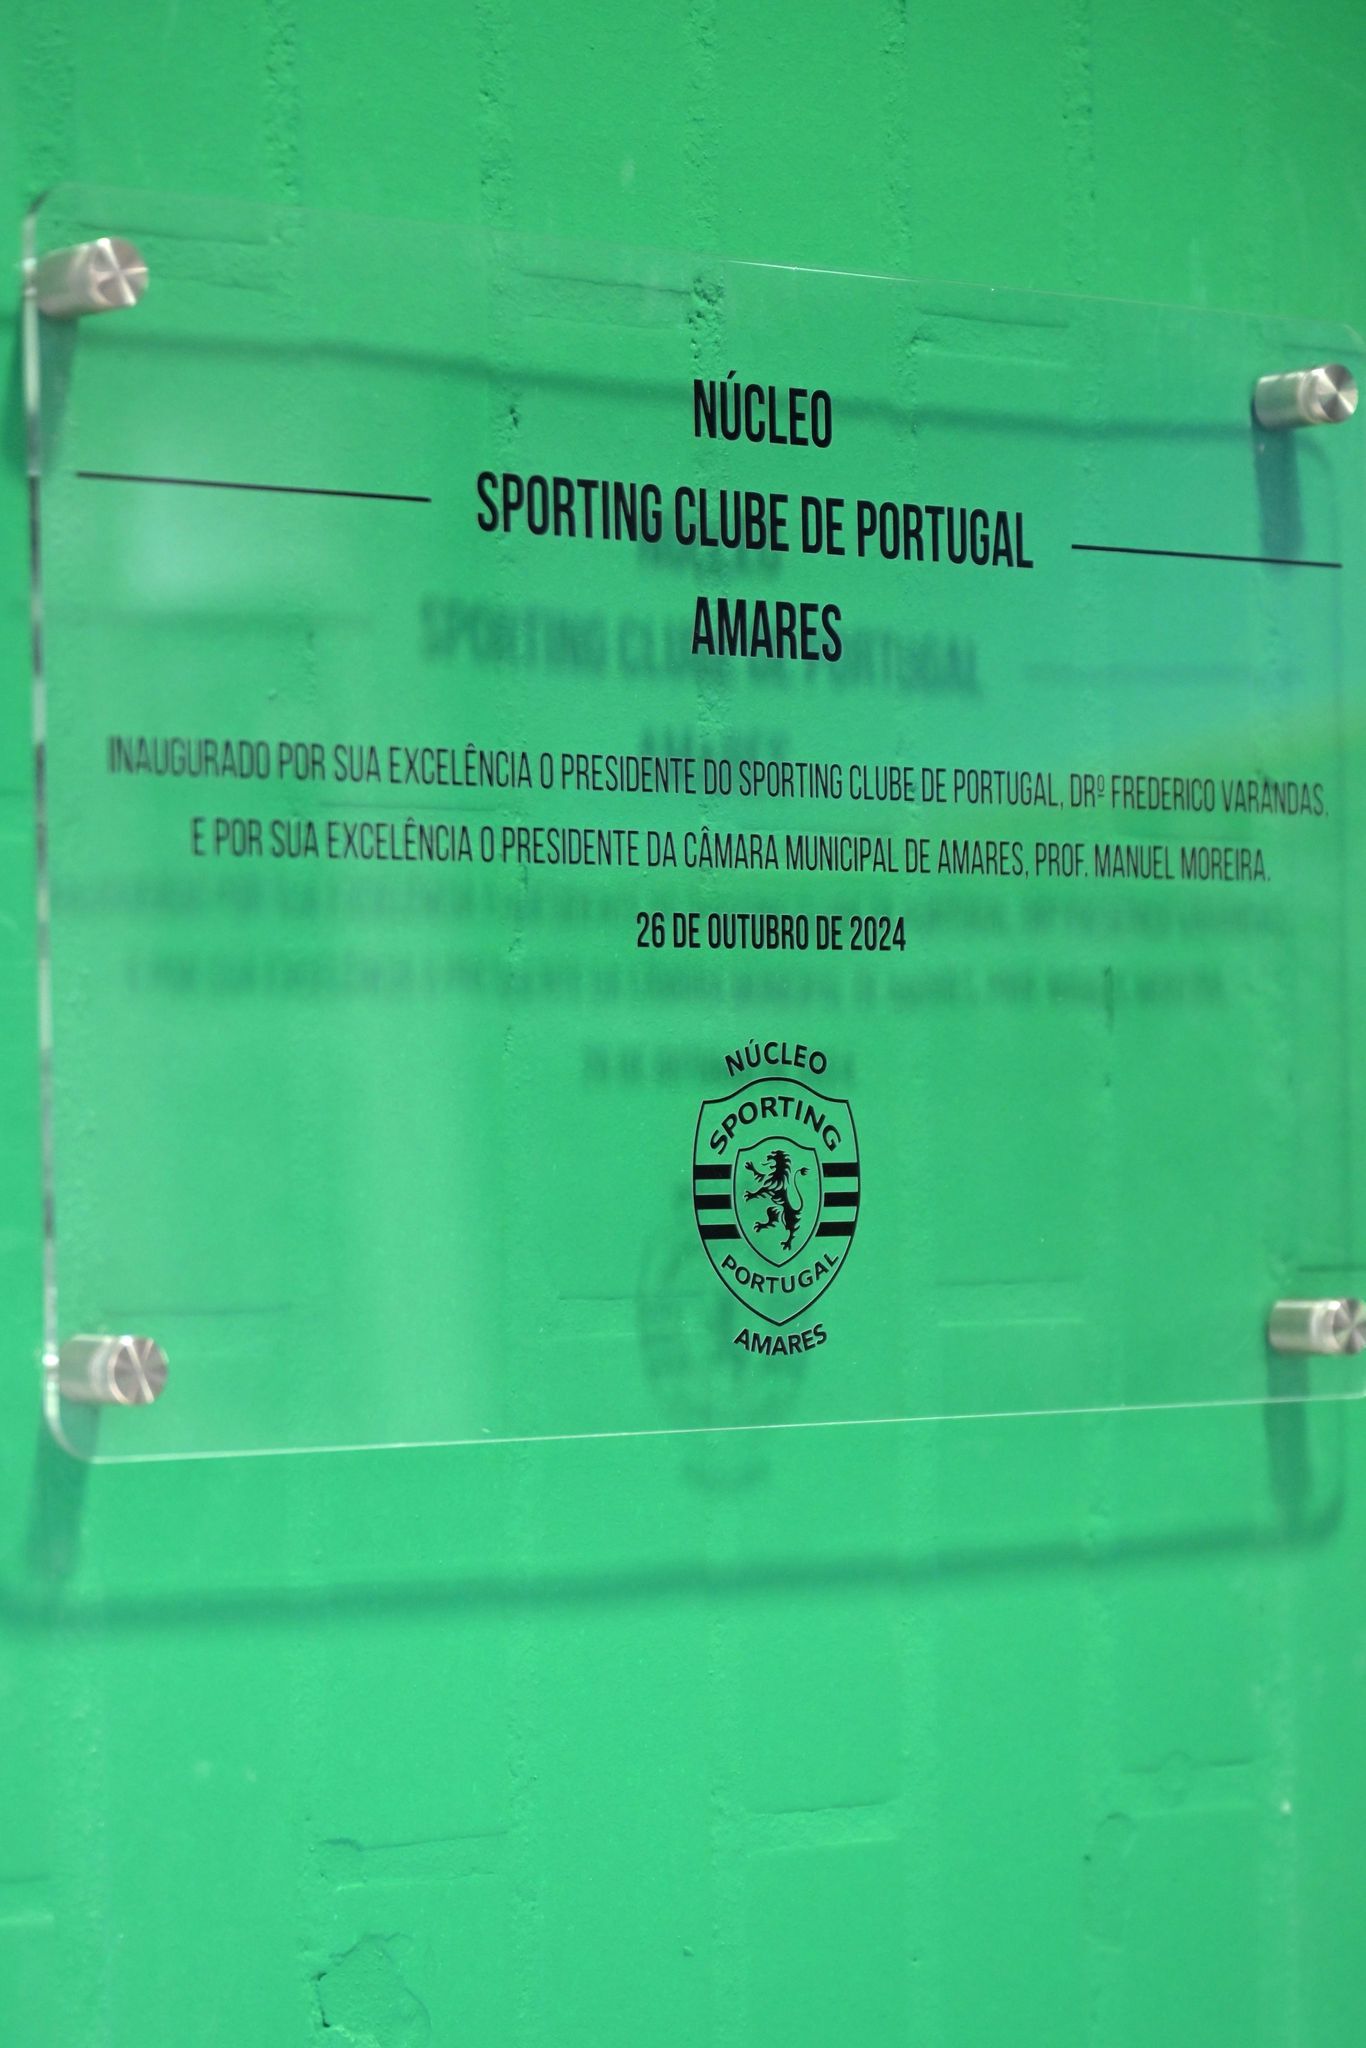 NÚCLEO
SPORTING CLUBE DE PORTUGAL
AMARES
INAUGURADO POR SUA EXCELÊNCIA O PRESIDENTE DO SPORTING CLUBE DE PORTUGAL, DRº FREDERICO VARANDAS,
E POR SUA EXCELÊNCIA O PRESIDENTE DA CÂMARA MUNICIPAL DE AMARES, PROF. MANUEL MOREIRA.
26 DE OUTUBRO DE 2024
NÚCLEO
SPORTING
PORTUGAL
AMARES